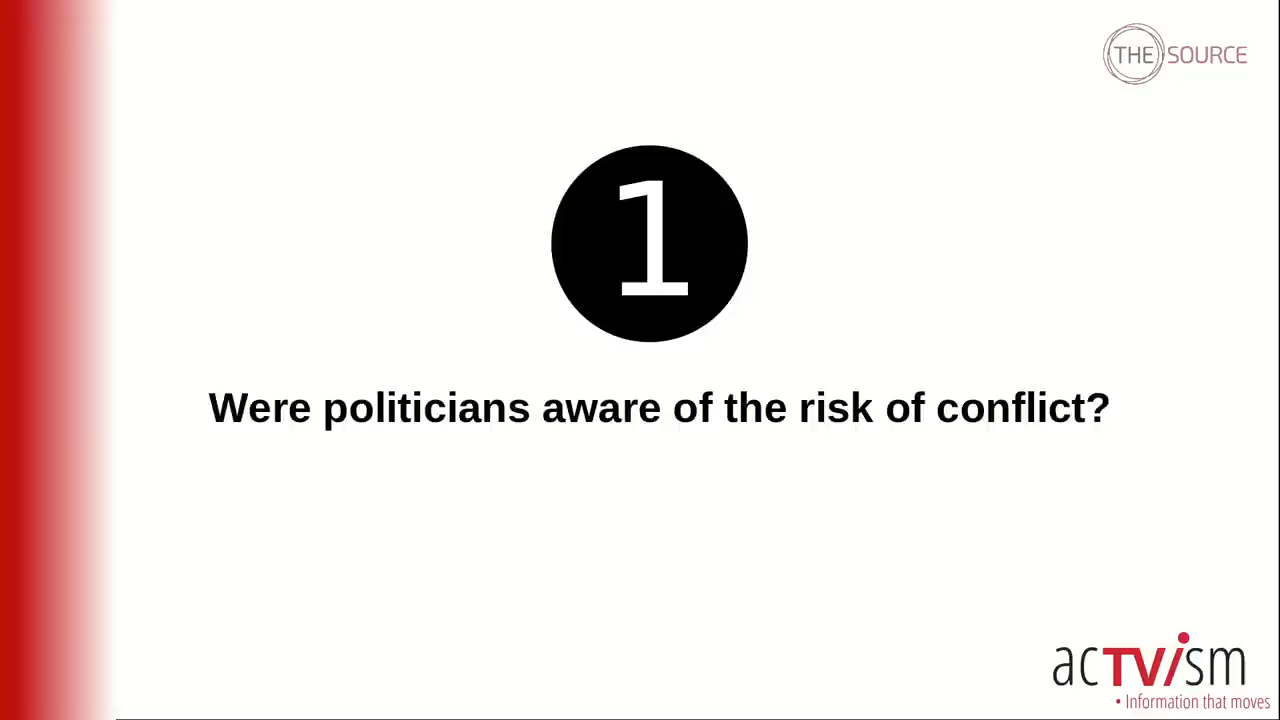 THE SOURCE
1
Were politicians aware of the risk of conflict?
acTVism
• Information that moves